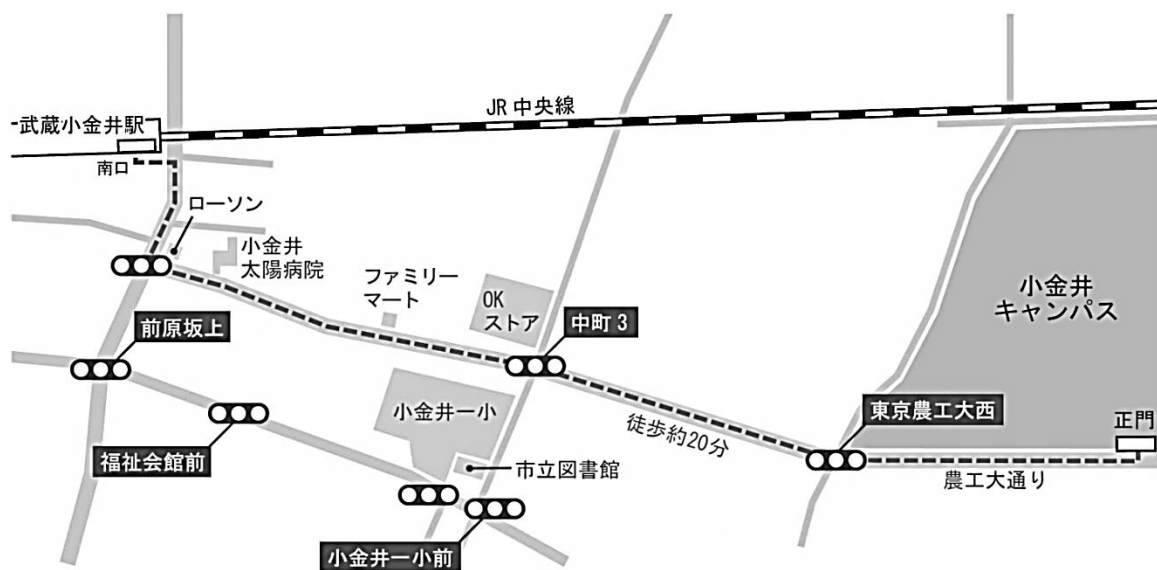 JR 中央線
武蔵小金井駅
南口
ローソン
小金井
太陽病院
ファミリー
マート
OK
ストア
小金井
キャンパス
前原坂上
中町 3
小金井一小
東京農工大西
正門
徒歩約20分
福祉会館前
市立図書館
農工大通り
小金井一小前